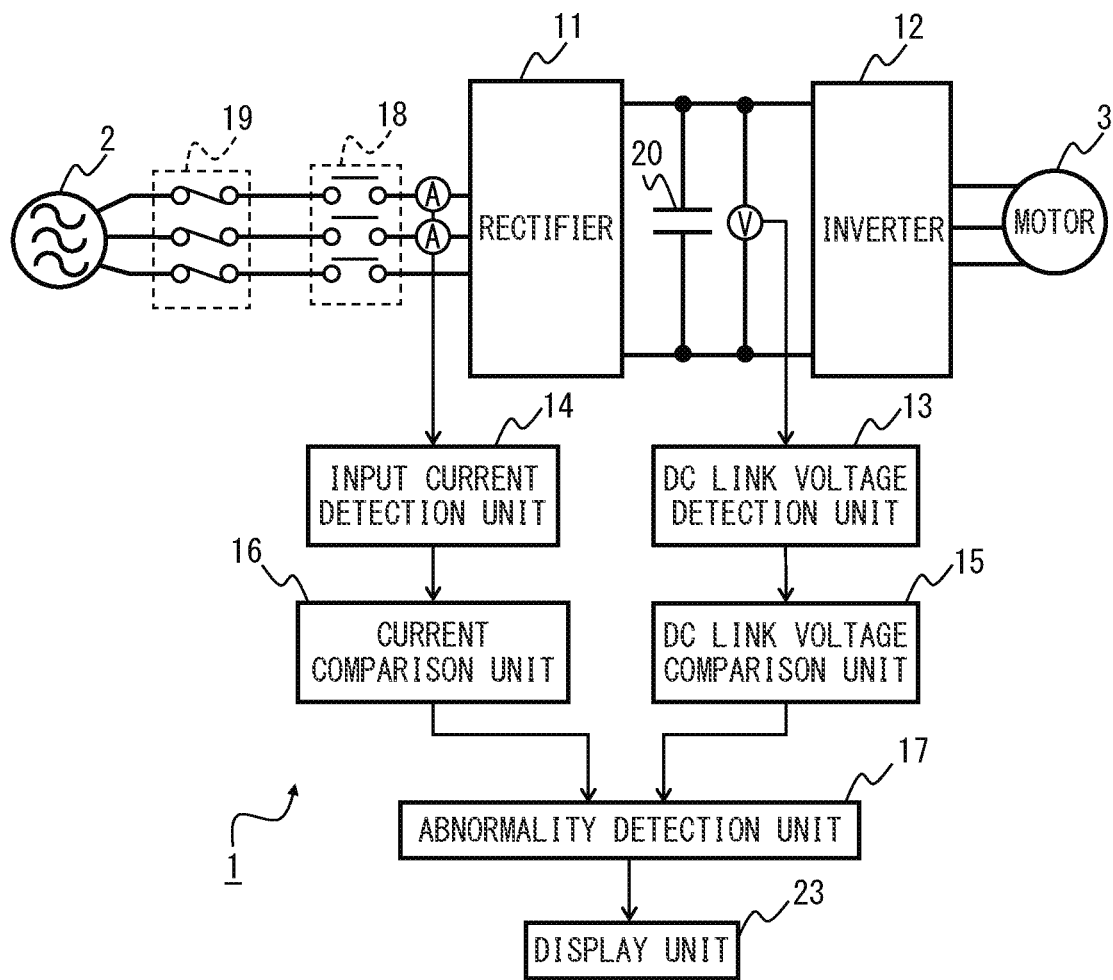 11
12
19
18
2
3
20
A
A
RECTIFIER
V
INVERTER
MOTOR
14
13
INPUT CURRENT
DETECTION UNIT
DC LINK VOLTAGE
DETECTION UNIT
16
15
CURRENT
COMPARISON UNIT
DC LINK VOLTAGE
COMPARISON UNIT
17
ABNORMALITY DETECTION UNIT
1
23
DISPLAY UNIT